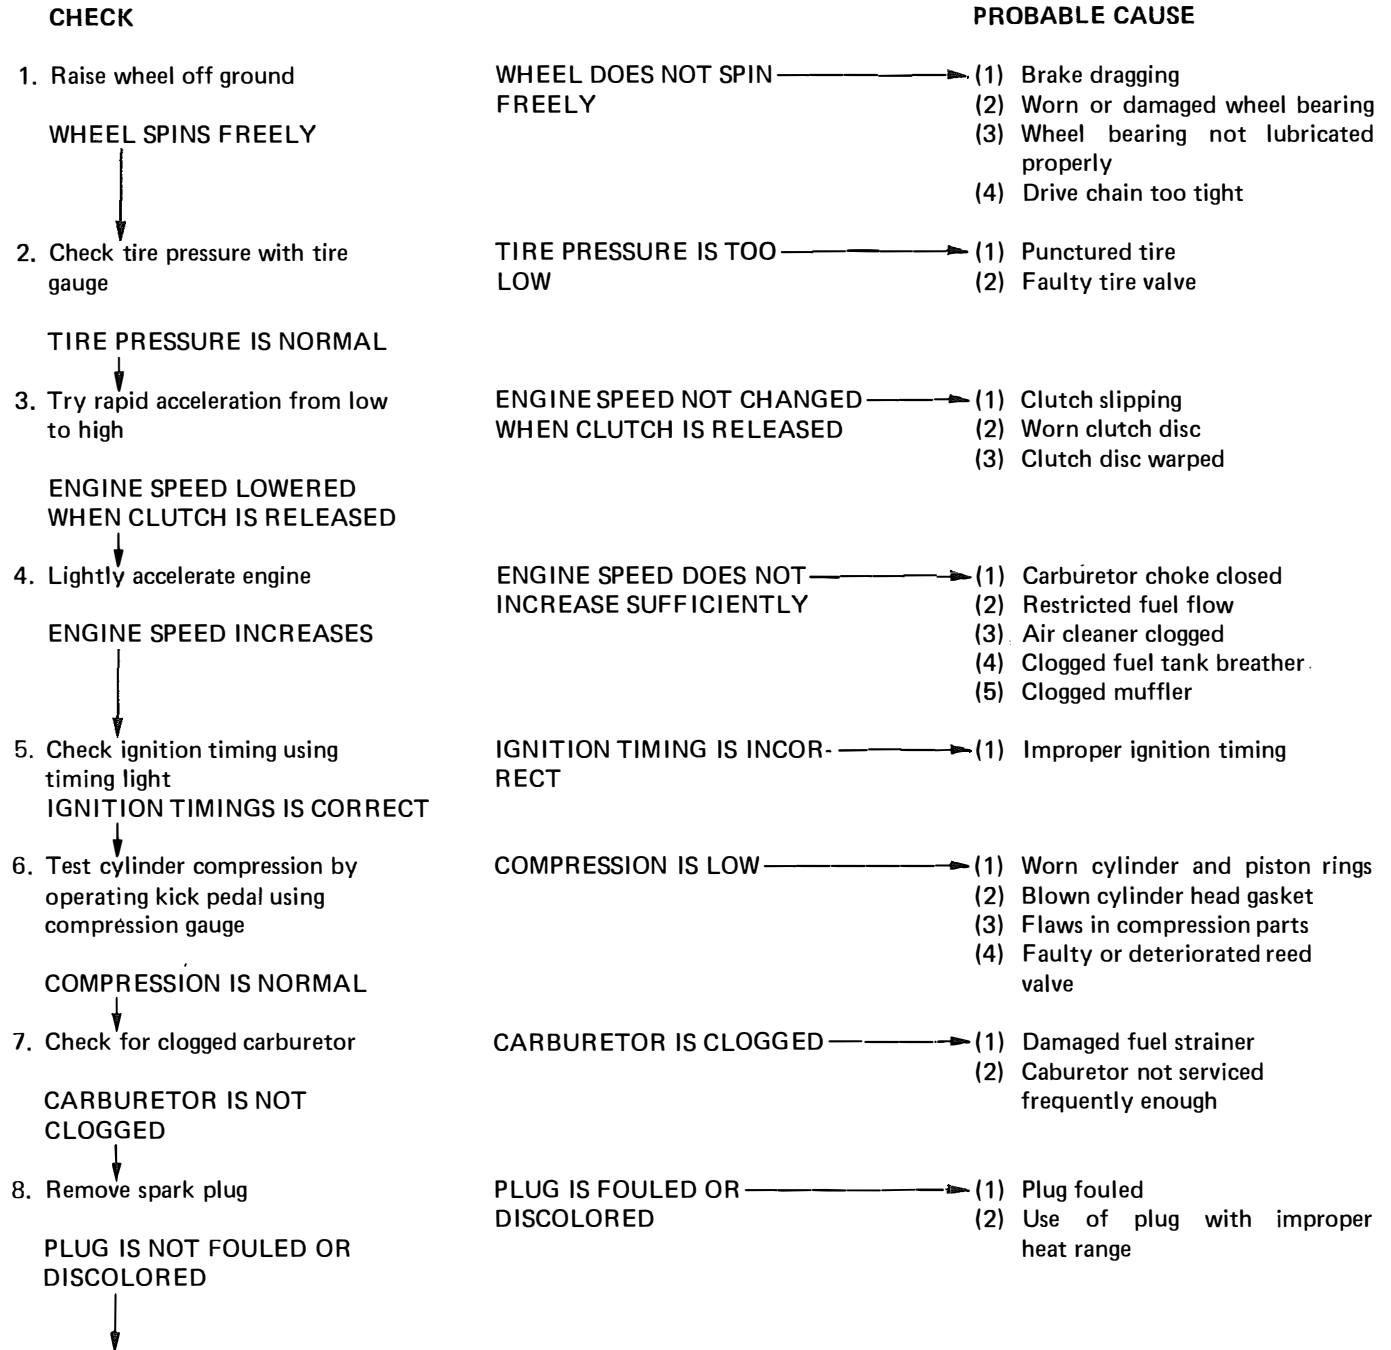 CHECK
PROBABLE CAUSE
1. Raise wheel off ground
WHEEL SPINS FREELY
WHEEL DOES NOT SPIN
FREELY
(1) Brake dragging
(2) Worn or damaged wheel bearing
(3) Wheel bearing not lubricated
properly
(4) Drive chain too tight
2. Check tire pressure with tire
gauge
TIRE PRESSURE IS NORMAL
TIRE PRESSURE IS TOO
LOW
(1) Punctured tire
(2) Faulty tire valve
3. Try rapid acceleration from low
to high
ENGINE SPEED LOWERED
WHEN CLUTCH IS RELEASED
ENGINE SPEED NOT CHANGED
WHEN CLUTCH IS RELEASED
(1) Clutch slipping
(2) Worn clutch disc
(3) Clutch disc warped
4. Lightly accelerate engine
ENGINE SPEED INCREASES
ENGINE SPEED DOES NOT
INCREASE SUFFICIENTLY
(1) Carburetor choke closed
(2) Restricted fuel flow
(3) Air cleaner clogged
(4) Clogged fuel tank breather
(5) Clogged muffler
5. Check ignition timing using
timing light
IGNITION TIMINGS IS CORRECT
IGNITION TIMING IS INCOR-
RECT
(1) Improper ignition timing
6. Test cylinder compression by
operating kick pedal using
compression gauge
COMPRESSION IS NORMAL
COMPRESSION IS LOW
(1) Worn cylinder and piston rings
(2) Blown cylinder head gasket
(3) Flaws in compression parts
(4) Faulty or deteriorated reed
valve
7. Check for clogged carburetor
CARBURETOR IS NOT
CLOGGED
CARBURETOR IS CLOGGED
(1) Damaged fuel strainer
(2) Caburetor not serviced
frequently enough
8. Remove spark plug
PLUG IS NOT FOULED OR
DISCOLORED
PLUG IS FOULED OR
DISCOLORED
(1) Plug fouled
(2) Use of plug with improper
heat range